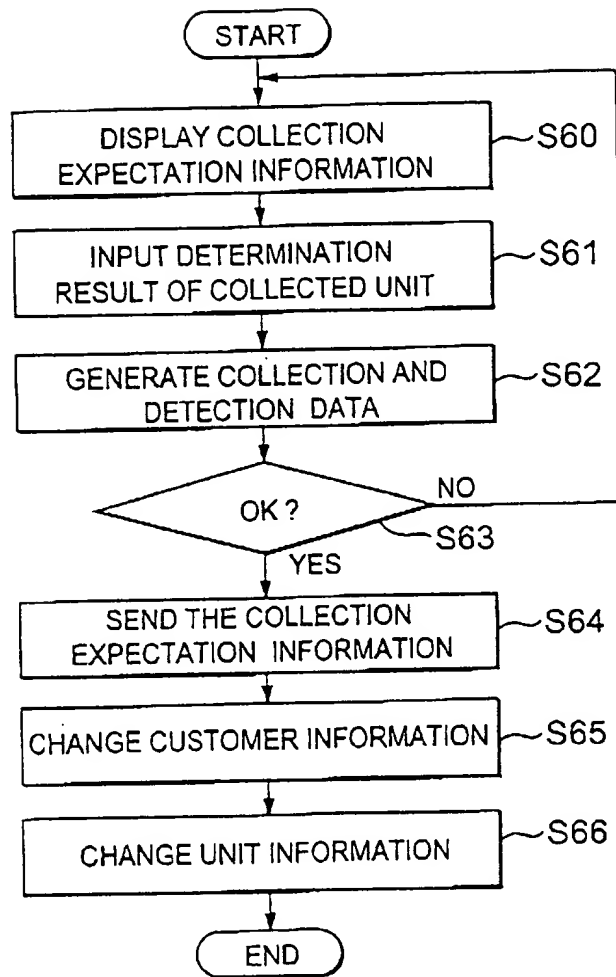 START
DISPLAY COLLECTION
EXPECTATION INFORMATION
S60
INPUT DETERMINATION
RESULT OF COLLECTED UNIT
S61
GENERATE COLLECTION AND
DETECTION DATA
S62
OK ?
NO
S63
YES
SEND THE COLLECTION
EXPECTATION INFORMATION
S64
CHANGE CUSTOMER INFORMATION
S65
CHANGE UNIT INFORMATION
S66
END